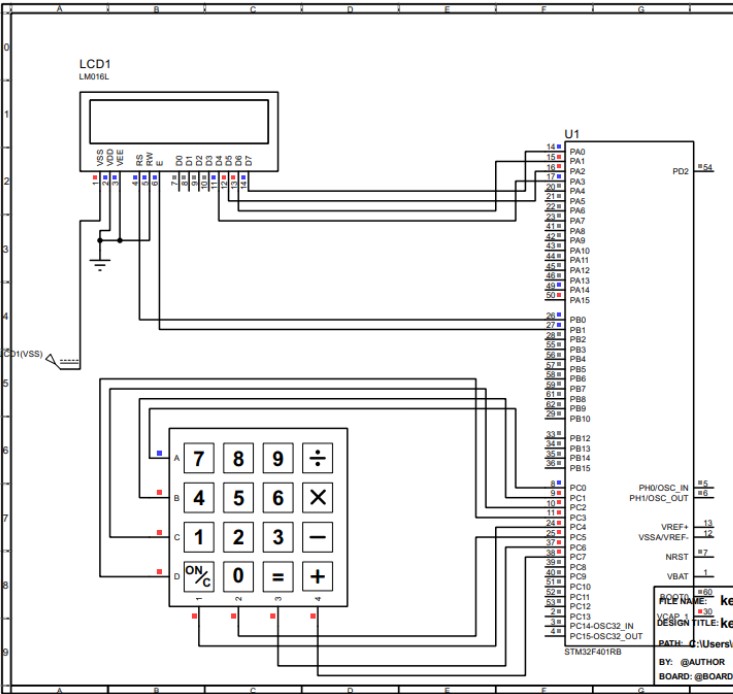 A B C D E F G
0
1
2
3
4
5
6
7
8
9
LCD1
LM016L
VSS VDD VEE RS RW E D0 D1 D2 D3 D4 D5 D6 D7
1 2 3 4 5 6 7 8 9 10 11 12 13 14
CD1(VSS)
U1
14 PA0
15 PA1
16 PA2
17 PA3
20 PA4
21 PA5
22 PA6
23 PA7
41 PA8
42 PA9
43 PA10
44 PA11
45 PA12
46 PA13
49 PA14
50 PA15
26 PB0
27 PB1
28 PB2
55 PB3
56 PB4
57 PB5
58 PB6
59 PB7
61 PB8
62 PB9
29 PB10
33 PB12
34 PB13
35 PB14
36 PB15
8 PC0
9 PC1
10 PC2
11 PC3
24 PC4
25 PC5
37 PC6
38 PC7
39 PC8
40 PC9
51 PC10
52 PC11
53 PC12
2 PC13
3 PC14-OSC32_IN
4 PC15-OSC32_OUT
PD2 54
PH0/OSC_IN 5
PH1/OSC_OUT 6
VREF+ 13
VSSA/VREF- 12
NRST 7
VBAT 1
BOOT0 60
VCAP_1 30
STM32F401RB
A 7 8 9 ÷
B 4 5 6 ×
C 1 2 3 −
D ON/C 0 = +
1 2 3 4
FILE NAME: ke
DESIGN TITLE: ke
PATH: C:\Users\
BY: @AUTHOR
BOARD: @BOARD
A B C D E F G